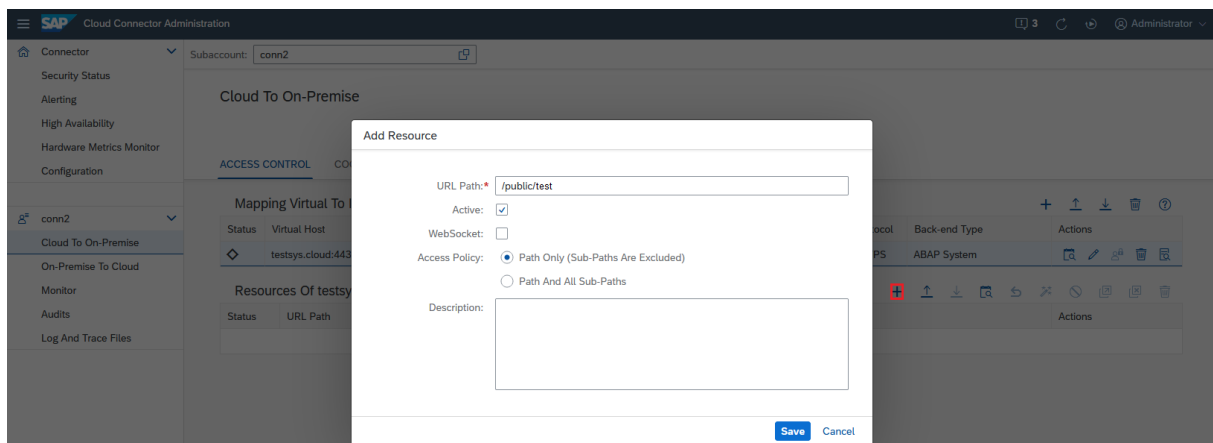 SAP Cloud Connector Administration 3 Administrator
Connector
Subaccount: conn2
Security Status
Alerting
Cloud To On-Premise
High Availability
Hardware Metrics Monitor
Configuration
ACCESS CONTROL
conn2
Cloud To On-Premise
On-Premise To Cloud
Monitor
Audits
Log And Trace Files
Mapping Virtual To
Status Virtual Host Back-end Type Actions
testsys.cloud:443 ABAP System
Resources Of testsy
Status URL Path Actions
Add Resource
URL Path:* /public/test
Active:
WebSocket:
Access Policy: Path Only (Sub-Paths Are Excluded)
Path And All Sub-Paths
Description:
Save Cancel